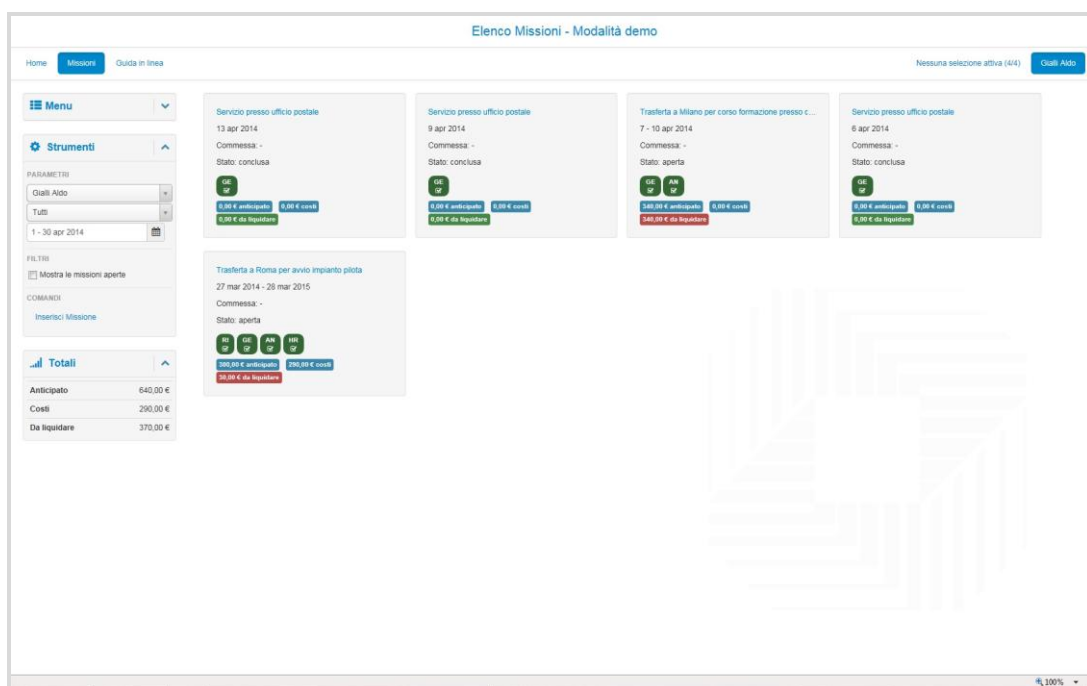 Elenco Missioni - Modalità demo
Home Missioni Guida in linea Nessuna selezione attiva (4/4) Gialli Aldo
Menu
Strumenti
PARAMETRI
Gialli Aldo
Tutti
1 - 30 apr 2014
FILTRI
Mostra le missioni aperte
COMANDI
Inserisci Missione
Totali
Anticipato 640,00 €
Costi 290,00 €
Da liquidare 370,00 €
Servizio presso ufficio postale
13 apr 2014
Commessa: -
Stato: conclusa
GE
0,00 € anticipato 0,00 € costi
0,00 € da liquidare
Servizio presso ufficio postale
9 apr 2014
Commessa: -
Stato: conclusa
GE
0,00 € anticipato 0,00 € costi
0,00 € da liquidare
Trasferta a Milano per corso formazione presso c...
7 - 10 apr 2014
Commessa: -
Stato: aperta
GE AN
340,00 € anticipato 0,00 € costi
340,00 € da liquidare
Servizio presso ufficio postale
6 apr 2014
Commessa: -
Stato: conclusa
GE
0,00 € anticipato 0,00 € costi
0,00 € da liquidare
Trasferta a Roma per avvio impianto pilota
27 mar 2014 - 28 mar 2015
Commessa: -
Stato: aperta
RI GE AN HR
300,00 € anticipato 290,00 € costi
30,00 € da liquidare
100%